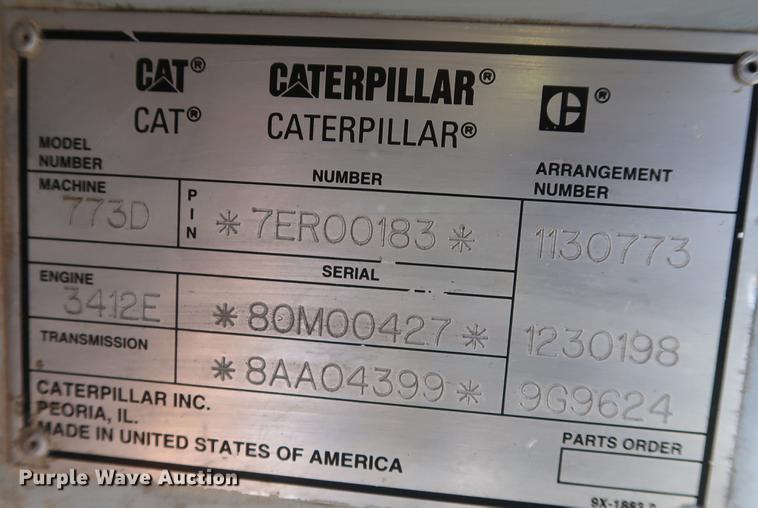 CAT® CATERPILLAR® C®
CAT® CATERPILLAR®
MODEL NUMBER NUMBER ARRANGEMENT NUMBER
MACHINE 773D PIN *7ER00183* 1130773
SERIAL
ENGINE 3412E *80M00427* 1230198
TRANSMISSION *8AA04399* 9G9624
CATERPILLAR INC.
PEORIA, IL.
MADE IN UNITED STATES OF AMERICA
PARTS ORDER
Purple Wave Auction